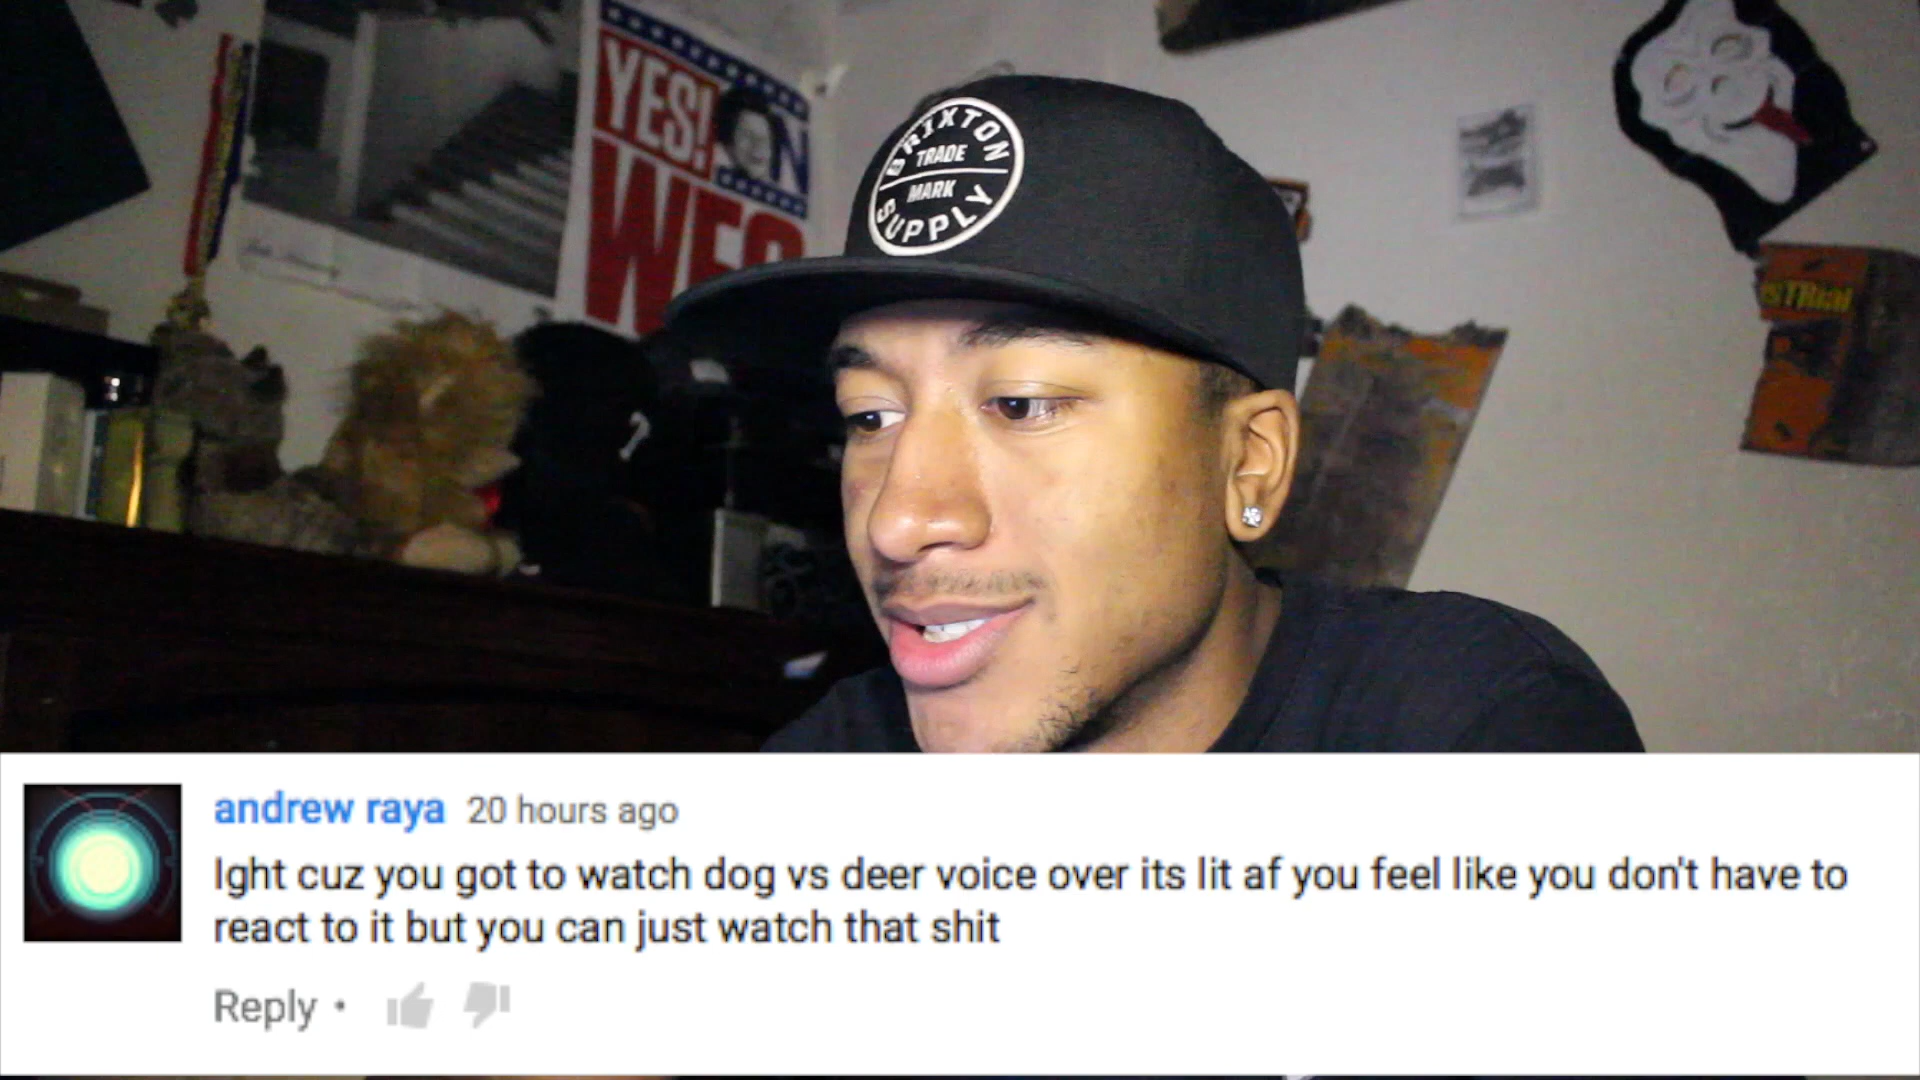 YES!
N
BRIXTON
TRADE
MARK
SUPPLY
7
andrew raya 20 hours ago
Ight cuz you got to watch dog vs deer voice over its lit af you feel like you don't have to
react to it but you can just watch that shit
Reply •